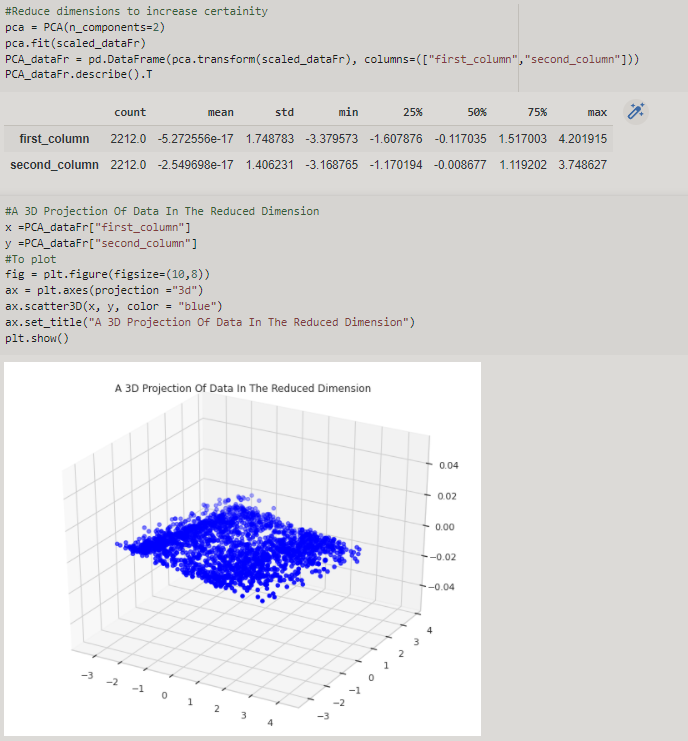 #Reduce dimensions to increase certainity
pca = PCA(n_components=2)
pca.fit(scaled_dataFr)
PCA_dataFr = pd.DataFrame(pca.transform(scaled_dataFr), columns=(["first_column","second_column"]))
PCA_dataFr.describe().T
count mean std min 25% 50% 75% max
first_column 2212.0 -5.272556e-17 1.748783 -3.379573 -1.607876 -0.117035 1.517003 4.201915
second_column 2212.0 -2.549698e-17 1.406231 -3.168765 -1.170194 -0.008677 1.119202 3.748627
#A 3D Projection Of Data In The Reduced Dimension
x =PCA_dataFr["first_column"]
y =PCA_dataFr["second_column"]
#To plot
fig = plt.figure(figsize=(10,8))
ax = plt.axes(projection ="3d")
ax.scatter3D(x, y, color = "blue")
ax.set_title("A 3D Projection Of Data In The Reduced Dimension")
plt.show()
A 3D Projection Of Data In The Reduced Dimension
0.04
0.02
0.00
−0.02
−0.04
4
3
2
1
0
−1
−2
−3
−3
−2
−1
0
1
2
3
4